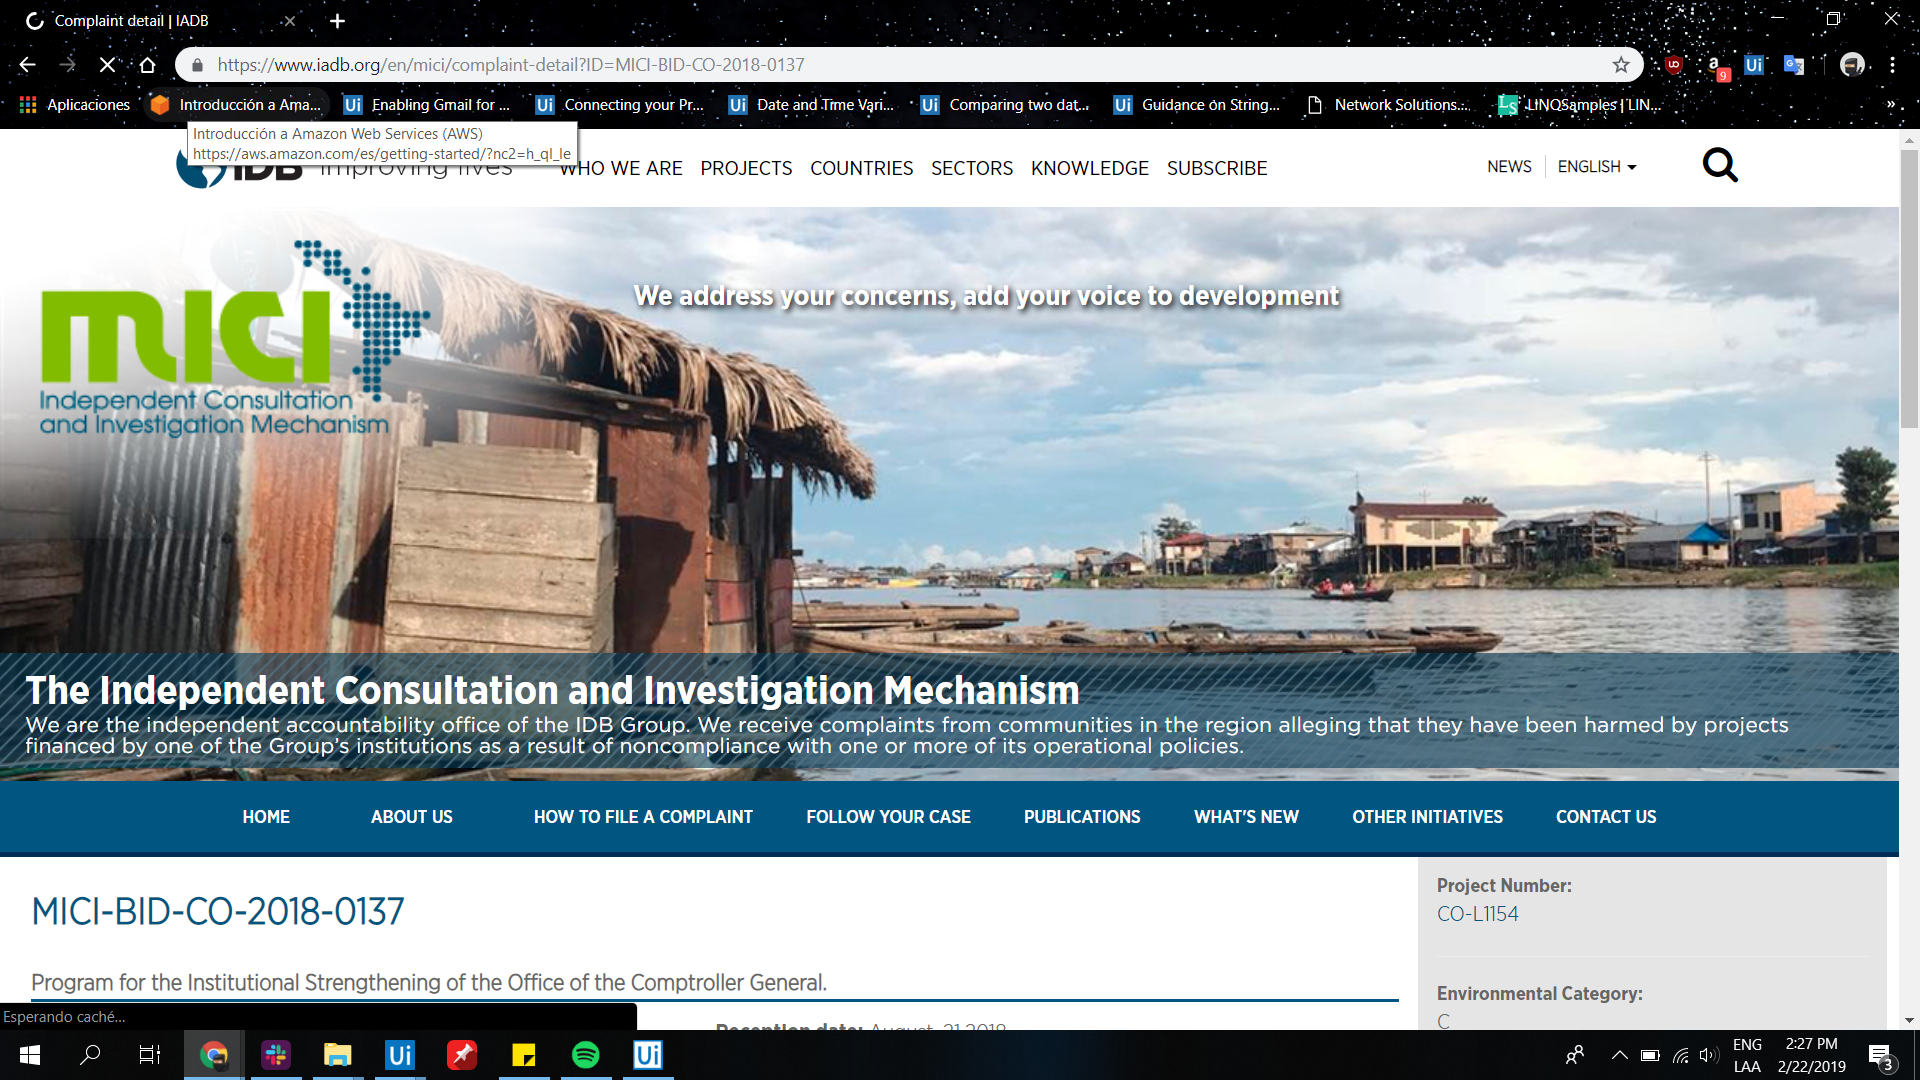 Complaint detail | IADB
https://www.iadb.org/en/mici/complaint-detail?ID=MICI-BID-CO-2018-0137
9
Aplicaciones
Introducción a Ama...
Enabling Gmail for ...
Connecting your Pr...
Date and Time Vari...
Comparing two dat...
Guidance on String...
Network Solutions...
LINQSamples | LIN...
Introducción a Amazon Web Services (AWS)
https://aws.amazon.com/es/getting-started/?nc2=h_ql_le
IDB improving lives
WHO WE ARE PROJECTS COUNTRIES SECTORS KNOWLEDGE SUBSCRIBE
NEWS ENGLISH
mici
Independent Consultation
and Investigation Mechanism
We address your concerns, add your voice to development
The Independent Consultation and Investigation Mechanism
We are the independent accountability office of the IDB Group. We receive complaints from communities in the region alleging that they have been harmed by projects
financed by one of the Group's institutions as a result of noncompliance with one or more of its operational policies.
HOME ABOUT US HOW TO FILE A COMPLAINT FOLLOW YOUR CASE PUBLICATIONS WHAT'S NEW OTHER INITIATIVES CONTACT US
MICI-BID-CO-2018-0137
Program for the Institutional Strengthening of the Office of the Comptroller General.
Reception date: August, 21 2018
Project Number:
CO-L1154
Environmental Category:
C
Esperando caché...
Ui
Ui
ENG
LAA
2:27 PM
2/22/2019
3